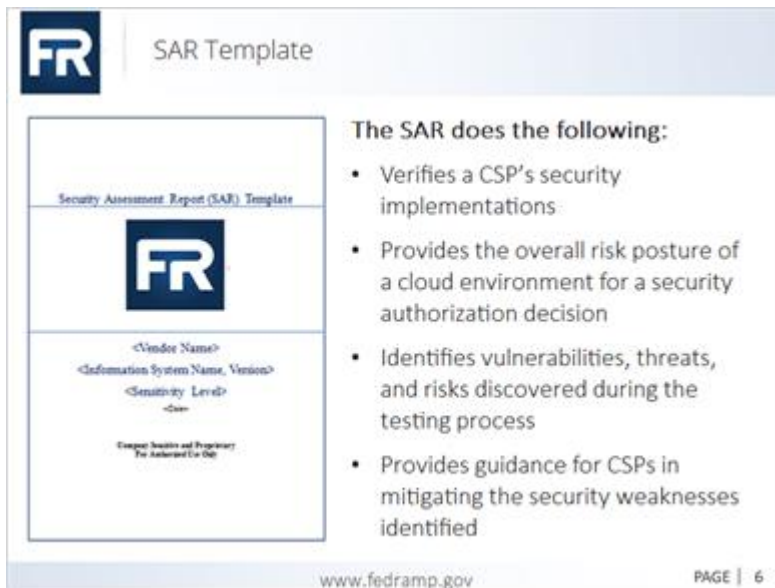 FR
SAR Template
Security Assessment Report (SAR) Template
FR
<Vendor Name>
<Information System Name, Version>
<Sensitivity Level>
<Date>
Company Sensitive and Proprietary
For Authorized Use Only
The SAR does the following:
• Verifies a CSP's security
implementations
• Provides the overall risk posture of
a cloud environment for a security
authorization decision
• Identifies vulnerabilities, threats,
and risks discovered during the
testing process
• Provides guidance for CSPs in
mitigating the security weaknesses
identified
www.fedramp.gov
PAGE | 6